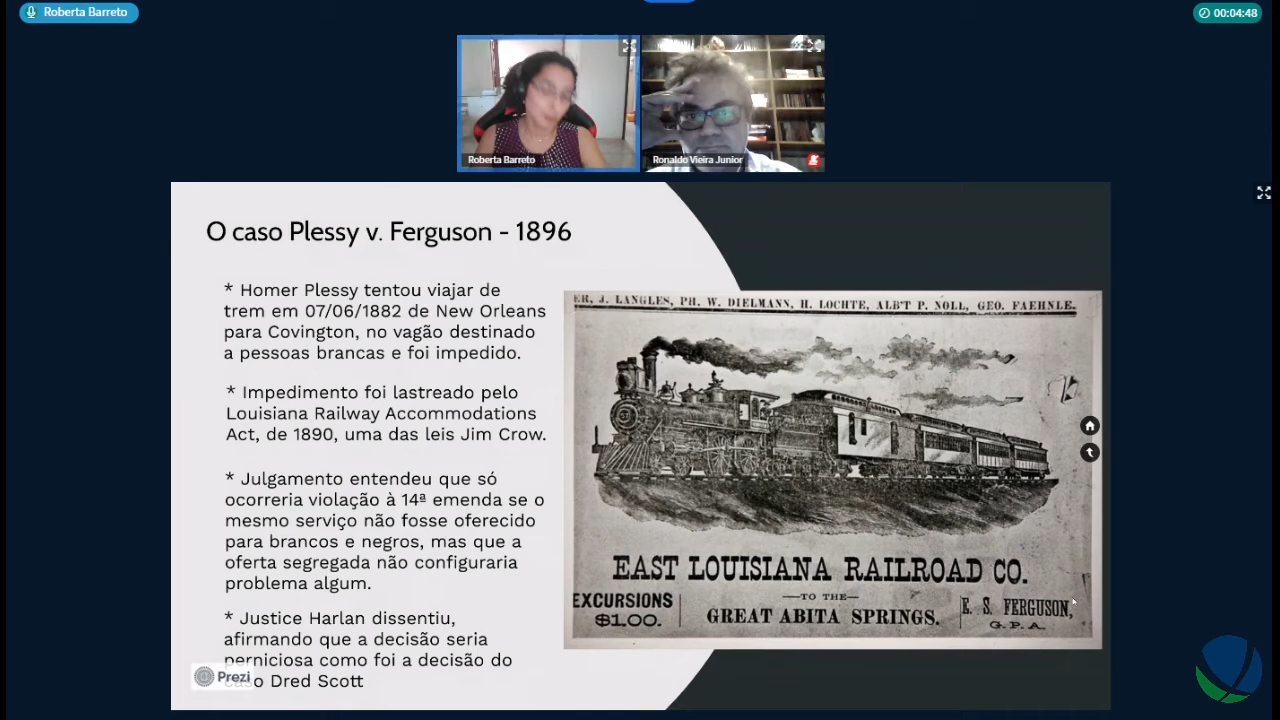 Roberta Barreto
00:04:48
Roberta Barreto
Ronaldo Vieira Junior
O caso Plessy v. Ferguson - 1896
* Homer Plessy tentou viajar de
trem em 07/06/1882 de New Orleans
para Covington, no vagão destinado
a pessoas brancas e foi impedido.
* Impedimento foi lastreado pelo
Louisiana Railway Accommodations
Act, de 1890, uma das leis Jim Crow.
* Julgamento entendeu que só
ocorreria violação à 14ª emenda se o
mesmo serviço não fosse oferecido
para brancos e negros, mas que a
oferta segregada não configuraria
problema algum.
* Justice Harlan dissentiu,
afirmando que a decisão seria
perniciosa como foi a decisão do
caso Dred Scott
Prezi
ER, J. LANGLES, PH. W. DIELMANN, H. LOCHTE, ALB'T P. NOLL, GEO. FAEHNLE.
EAST LOUISIANA RAILROAD CO.
EXCURSIONS
$1.00.
—TO THE—
GREAT ABITA SPRINGS.
E. S. FERGUSON,
G. P. A.